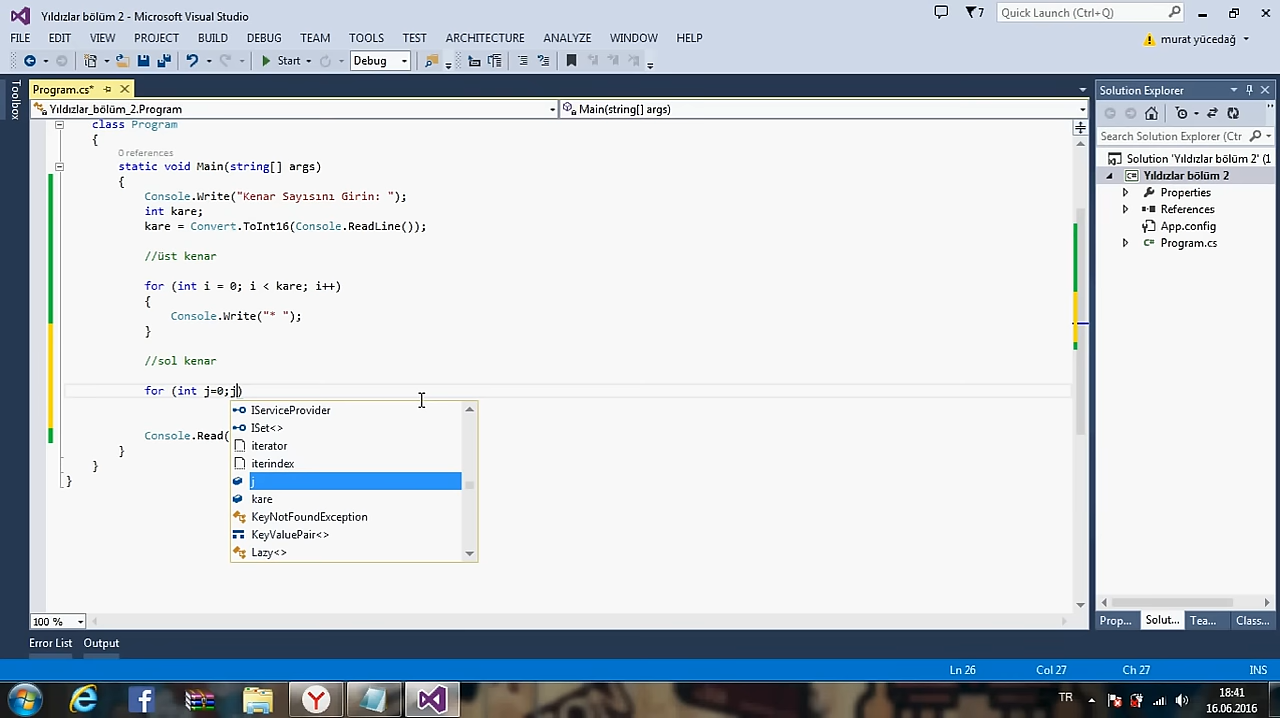 Yıldızlar bölüm 2 - Microsoft Visual Studio
7
Quick Launch (Ctrl+Q)
FILE EDIT VIEW PROJECT BUILD DEBUG TEAM TOOLS TEST ARCHITECTURE ANALYZE WINDOW HELP
murat yücedağ
Start Debug
Toolbox
Program.cs*
Yıldızlar_bölüm_2.Program
Main(string[] args)
class Program
{
0 references
static void Main(string[] args)
{
Console.Write("Kenar Sayısını Girin: ");
int kare;
kare = Convert.ToInt16(Console.ReadLine());
//üst kenar
for (int i = 0; i < kare; i++)
{
Console.Write("* ");
}
//sol kenar
for (int j=0;j)
IServiceProvider
ISet<>
iterator
iterindex
j
kare
KeyNotFoundException
KeyValuePair<>
Lazy<>
Console.Read(
}
}
}
100 %
Solution Explorer
Search Solution Explorer (Ctr
Solution 'Yıldızlar bölüm 2' (1
Yıldızlar bölüm 2
Properties
References
App.config
Program.cs
Prop... Solut... Tea... Class...
Error List Output
Ln 26 Col 27 Ch 27 INS
TR
18:41
16.06.2016